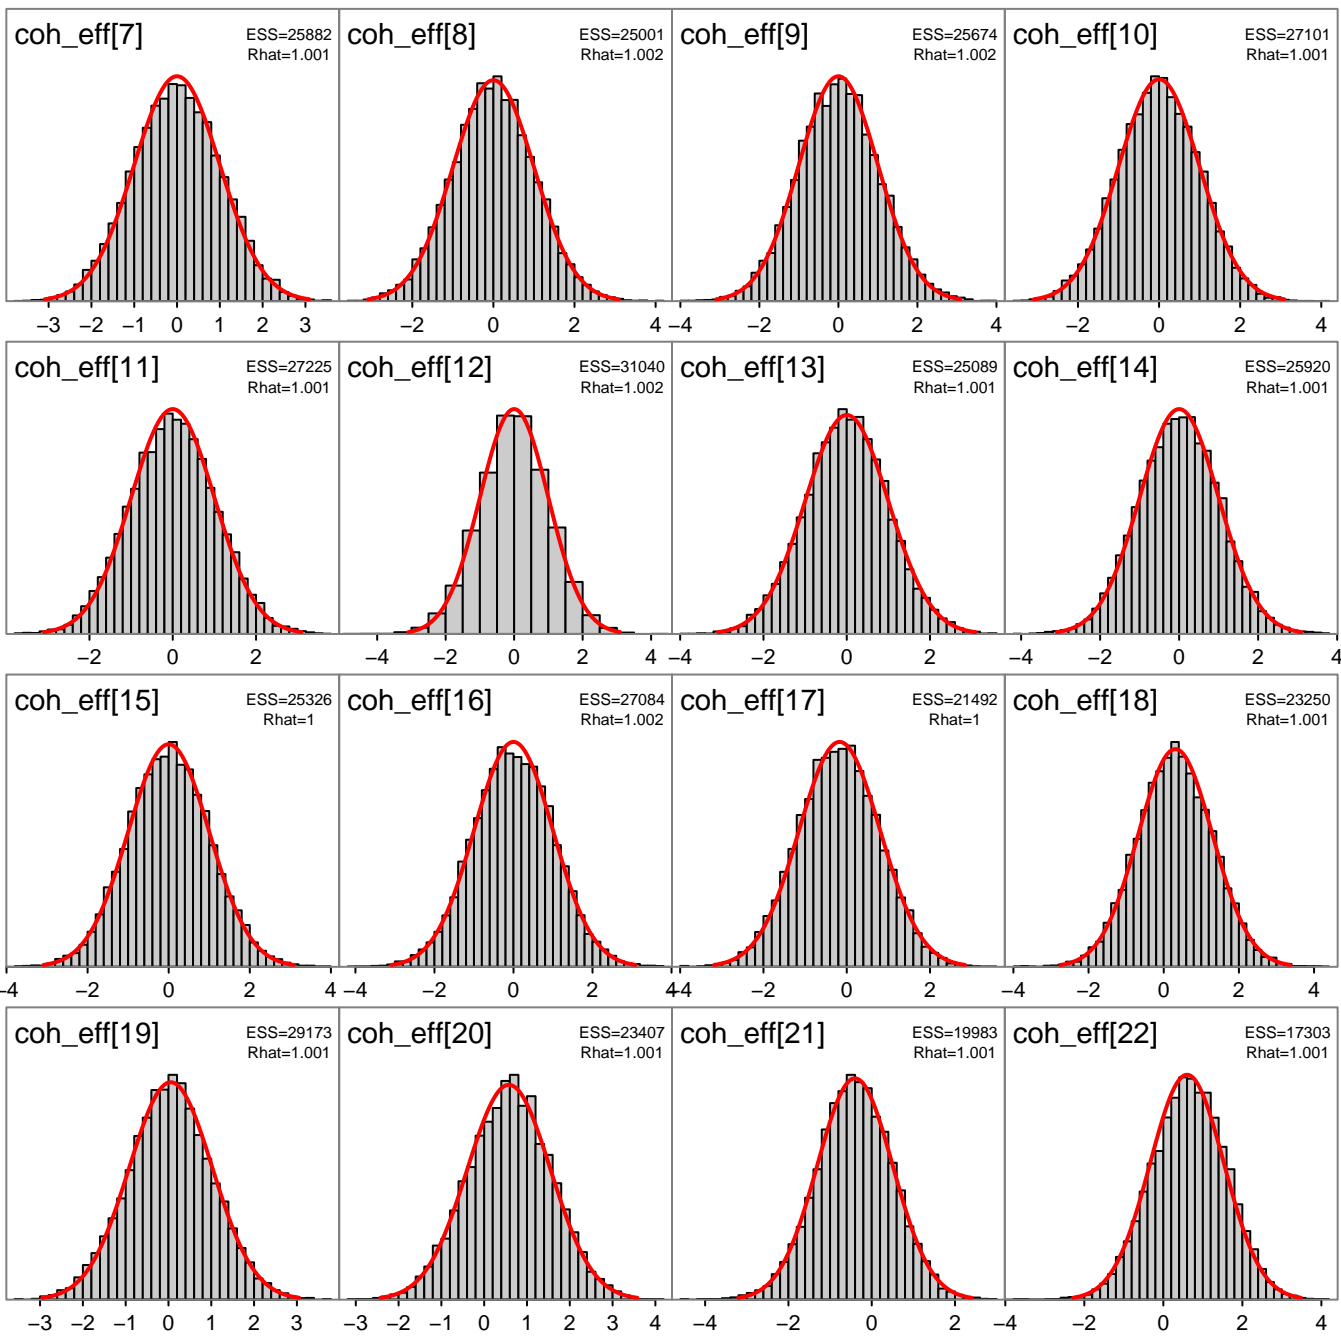 coh_eff[7] ESS=25882
Rhat=1.001
coh_eff[8] ESS=25001
Rhat=1.002
coh_eff[9] ESS=25674
Rhat=1.002
coh_eff[10] ESS=27101
Rhat=1.001
−3 −2 −1 0 1 2 3
−2 0 2 4
−4 −2 0 2 4
−2 0 2 4
coh_eff[11] ESS=27225
Rhat=1.001
coh_eff[12] ESS=31040
Rhat=1.002
coh_eff[13] ESS=25089
Rhat=1.001
coh_eff[14] ESS=25920
Rhat=1.001
−2 0 2
−4 −2 0 2 4
−4 −2 0 2
−4 −2 0 2 4
coh_eff[15] ESS=25326
Rhat=1
coh_eff[16] ESS=27084
Rhat=1.002
coh_eff[17] ESS=21492
Rhat=1
coh_eff[18] ESS=23250
Rhat=1.001
−4 −2 0 2 4
−4 −2 0 2 4
−4 −2 0 2
−4 −2 0 2 4
coh_eff[19] ESS=29173
Rhat=1.001
coh_eff[20] ESS=23407
Rhat=1.001
coh_eff[21] ESS=19983
Rhat=1.001
coh_eff[22] ESS=17303
Rhat=1.001
−3 −2 −1 0 1 2 3
−3 −2 −1 0 1 2 3 4
−4 −2 0 2
−2 0 2 4